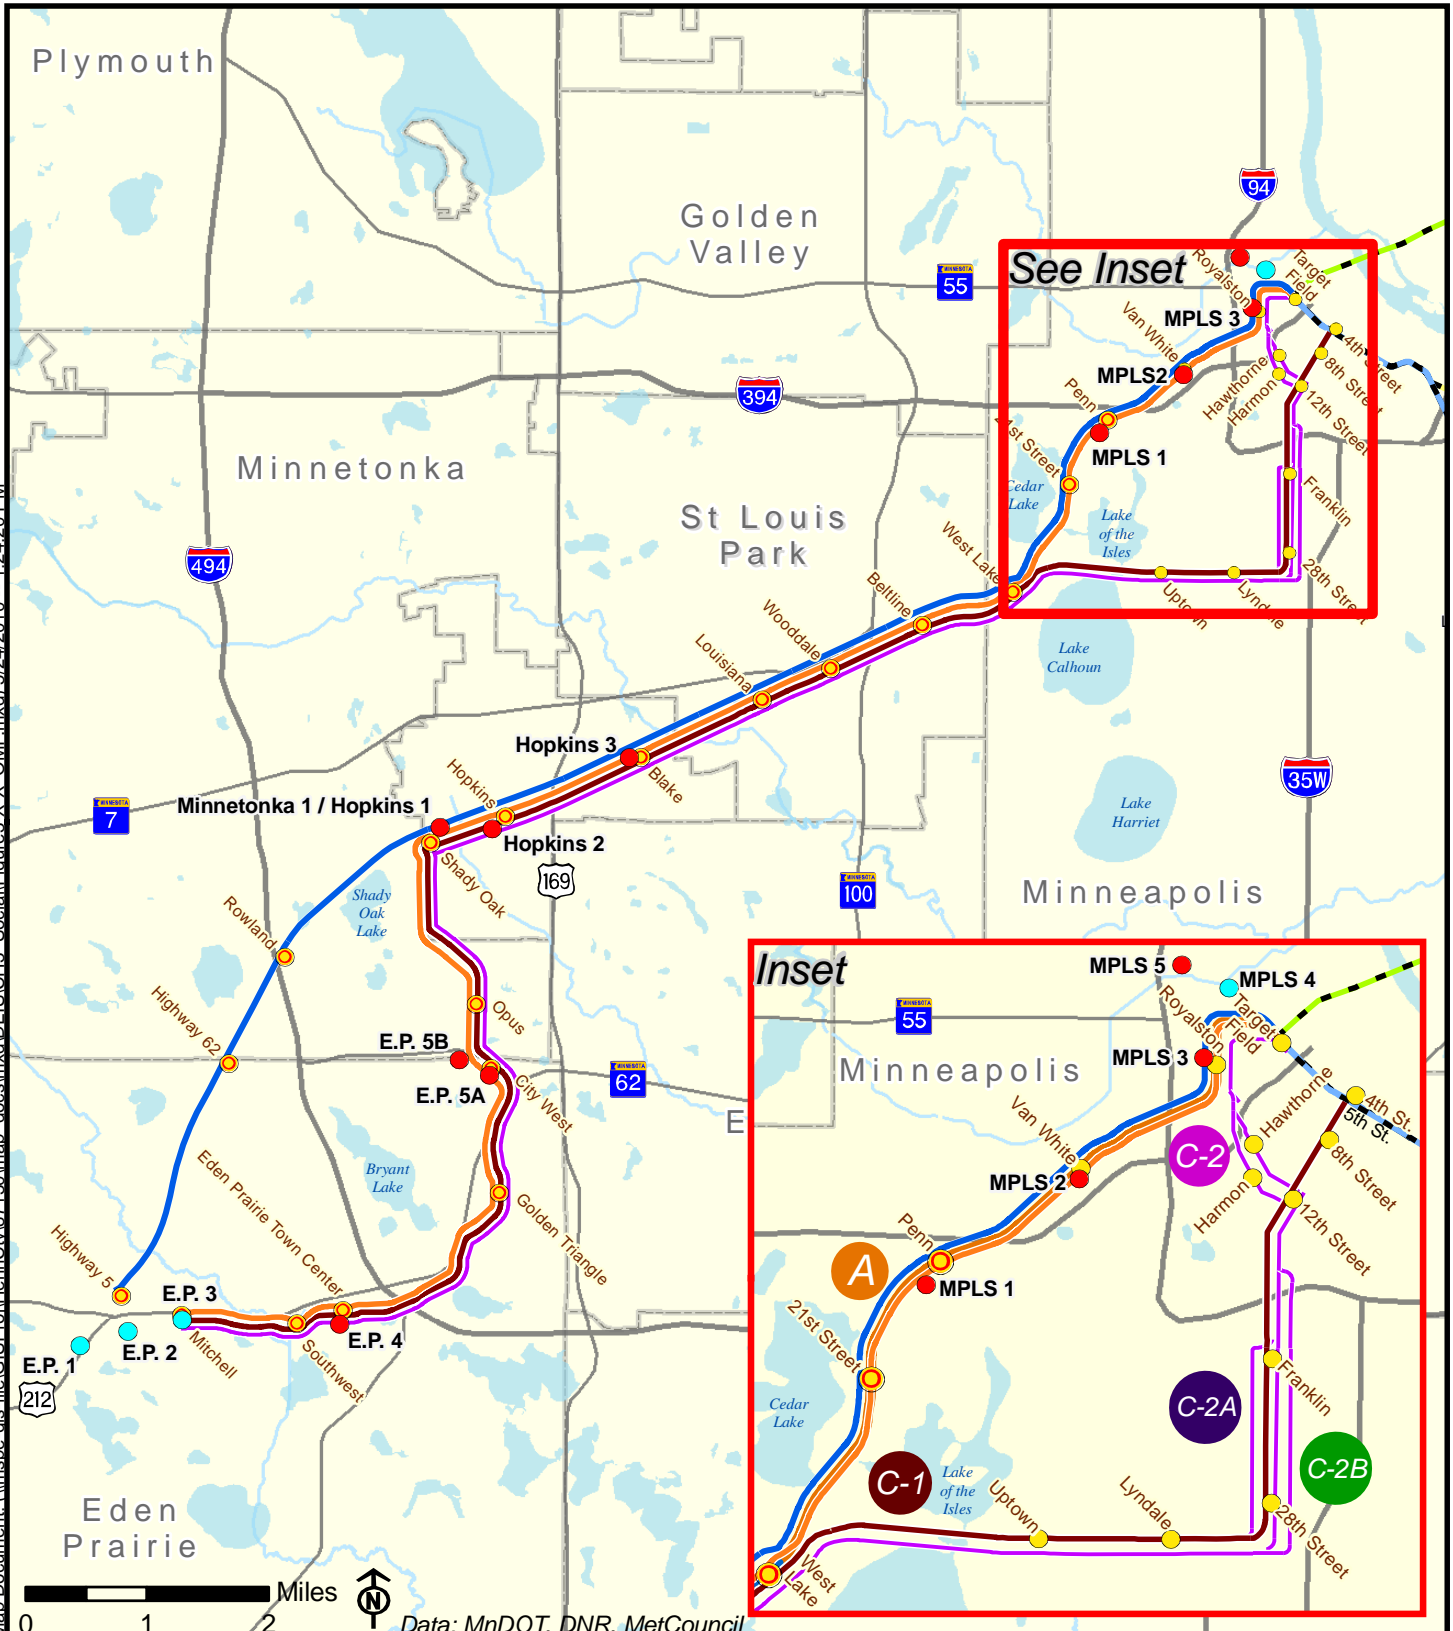 Plymouth
Golden
Valley
MINNESOTA
55
94
See Inset
Royalston
Target
Field
MPLS 3
Van White
MPLS2
Penn
MPLS 1
21st Street
4th Street
8th Street
Hawthorne
Harmon
12th Street
Franklin
28th Street
Cedar
Lake
Lake
of the
Isles
West Lake
Uptown
Lyndale
394
Minnetonka
St Louis
Park
494
Beltline
Wooddale
Louisiana
Lake
Calhoun
Hopkins 3
Blake
Hopkins
Minnetonka 1 / Hopkins 1
MINNESOTA
7
Hopkins 2
Shady Oak
169
Lake
Harriet
35W
MINNESOTA
100
Minneapolis
Shady
Oak
Lake
Rowland
Highway 62
Opus
E.P. 5B
E.P. 5A
City West
MINNESOTA
62
E
Eden Prairie Town Center
Bryant
Lake
Golden Triangle
Highway 5
E.P. 3
E.P. 1
E.P. 2
Mitchell
Southwest
E.P. 4
212
Eden
Prairie
Miles
0
1
2
N
Data: MnDOT, DNR, MetCouncil
Inset
MPLS 5
MPLS 4
MINNESOTA
55
Royalston
Target
Field
MPLS 3
Minneapolis
Hawthorne
4th St.
5th St.
Van White
C-2
8th Street
MPLS 2
Harmon
12th Street
Penn
A
MPLS 1
21st Street
Franklin
Cedar
Lake
C-2A
C-2B
C-1
Lake
of the
Isles
Uptown
Lyndale
28th Street
West
Lake